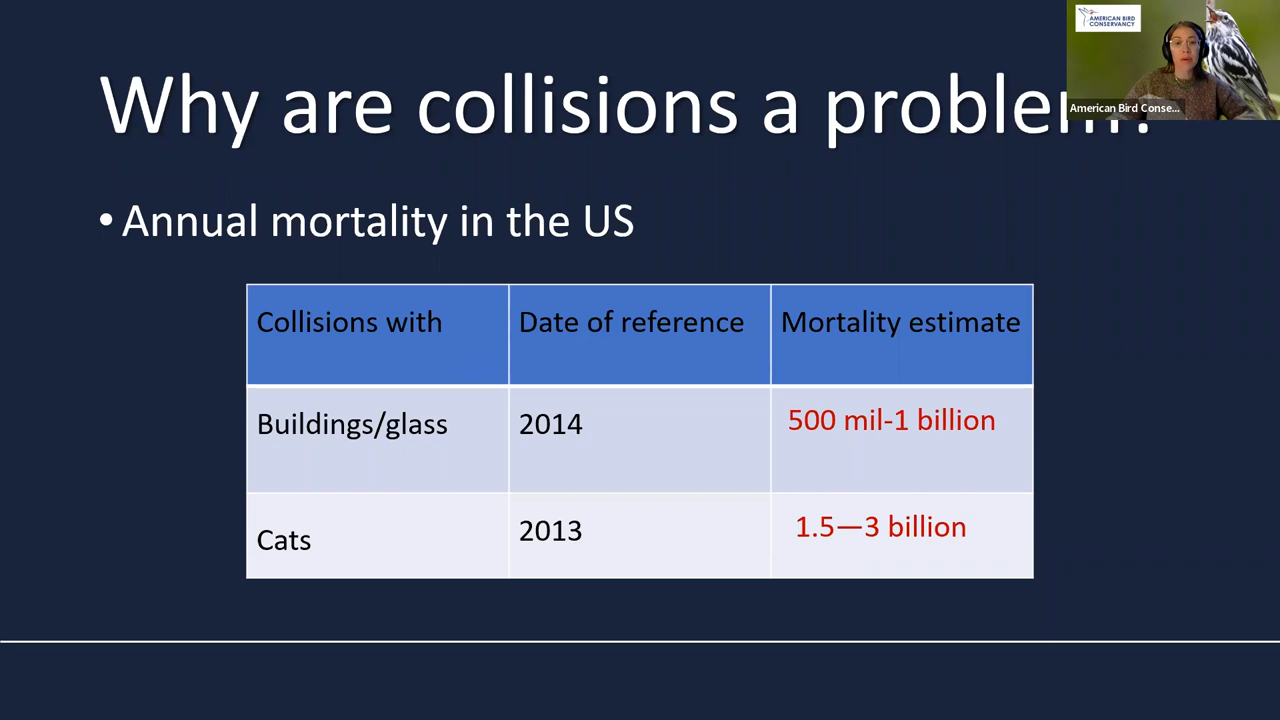 AMERICAN BIRD
CONSERVANCY
American Bird Conse...
Why are collisions a problem?
• Annual mortality in the US
Collisions with Date of reference Mortality estimate
Buildings/glass 2014 500 mil-1 billion
Cats 2013 1.5—3 billion